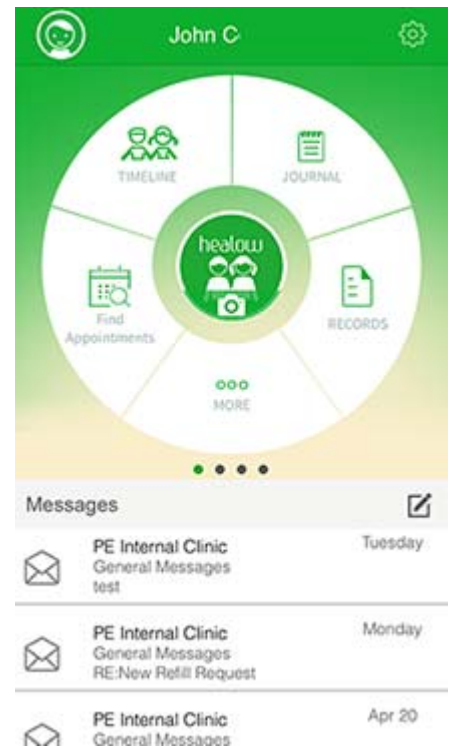 John C
TIMELINE
JOURNAL
healow
Find
Appointments
RECORDS
MORE
Messages
PE Internal Clinic
Tuesday
General Messages
test
PE Internal Clinic
Monday
General Messages
RE:New Refill Request
PE Internal Clinic
Apr 20
General Messages